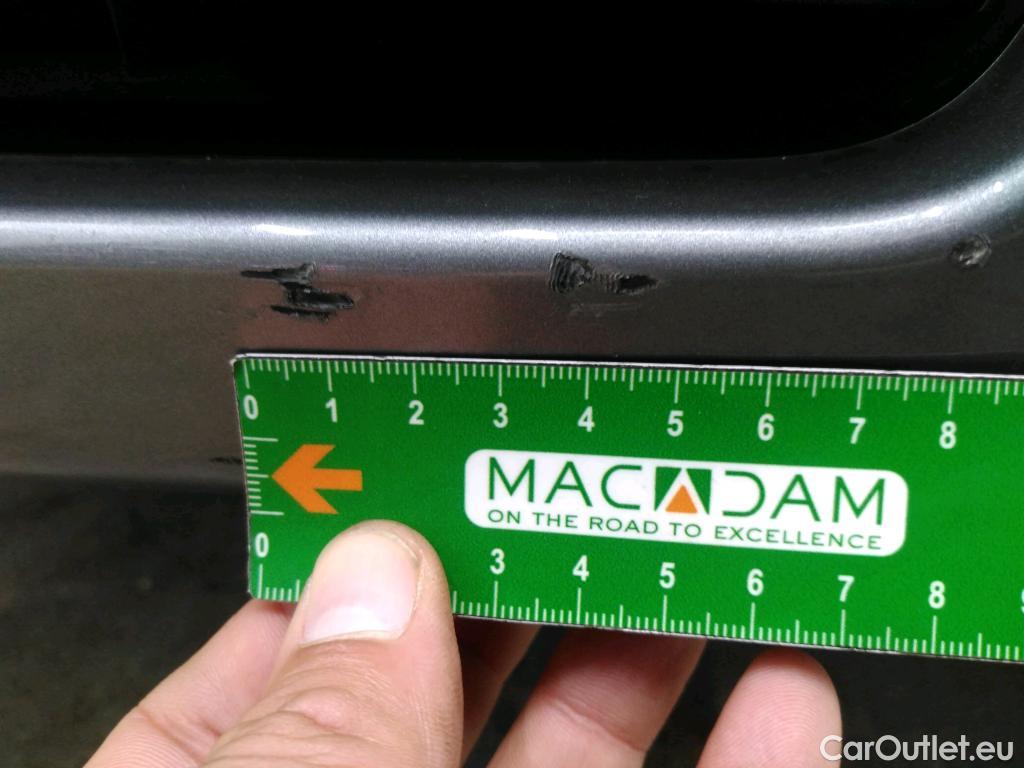 0 1 2 3 4 5 6 7 8
MACADAM
ON THE ROAD TO EXCELLENCE
0 3 4 5 6 7 8
CarOutlet.eu